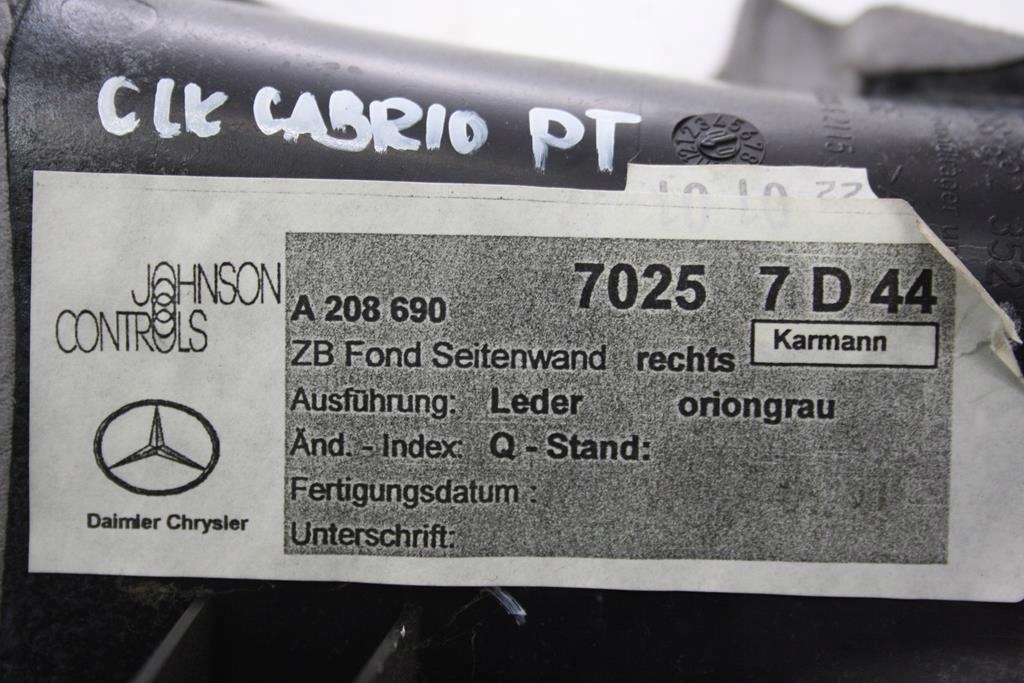 CLK CABRIO PT
JOHNSON
CONTROLS
Daimler Chrysler
A 208 690 7025 7 D 44
ZB Fond Seitenwand rechts Karmann
Ausführung: Leder oriongrau
Änd. - Index: Q - Stand:
Fertigungsdatum :
Unterschrift: